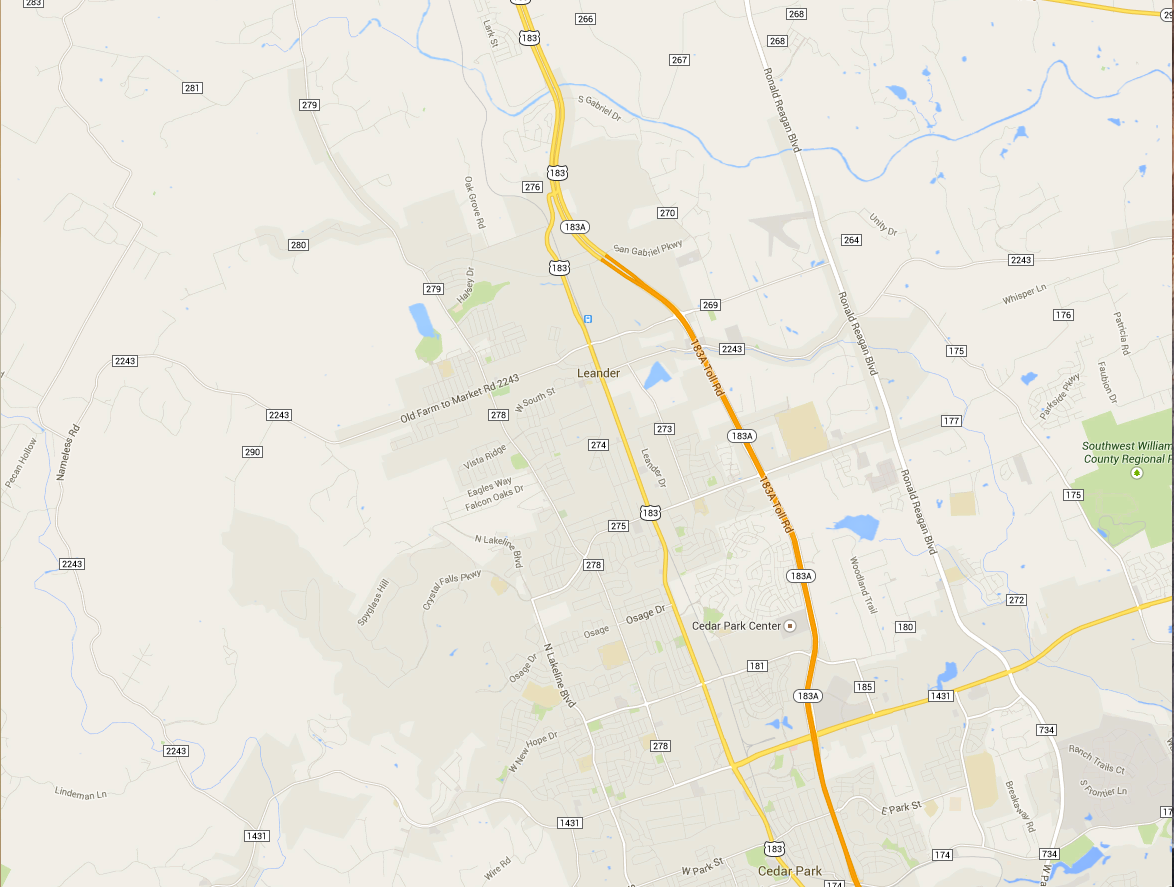 283
266
268
29
Lark St
183
268
267
281
279
Ronald Reagan Blvd
S Gabriel Dr
183
276
Oak Grove Rd
270
183A
Unity Dr
280
264
San Gabriel Pkwy
2243
183
279
Halsey Dr
Whisper Ln
269
Ronald Reagan Blvd
176
Patricia Rd
2243
175
2243
183A Toll Rd
Leander
Parkside Pkwy
Faubion Dr
Old Farm to Market Rd 2243
W South St
2243
278
177
273
183A
274
Southwest William
County Regional P
Nameless Rd
Pecan Hollow
290
Vista Ridge
Leander Dr
Eagles Way
Falcon Oaks Dr
183A Toll Rd
Ronald Reagan Blvd
175
183
275
N Lakeline Blvd
2243
278
Crystal Falls Pkwy
Spyglass Hill
183A
Woodland Trail
272
Osage Dr
Osage
Cedar Park Center
180
Osage Dr
181
N Lakeline Blvd
185
183A
1431
734
278
2243
W New Hope Dr
Ranch Trails Ct
S Frontier Ln
Lindeman Ln
Breakaway Rd
E Park St
17
1431
1431
183
174
734
Wire Rd
W Park St
Cedar Park
W Pa
174